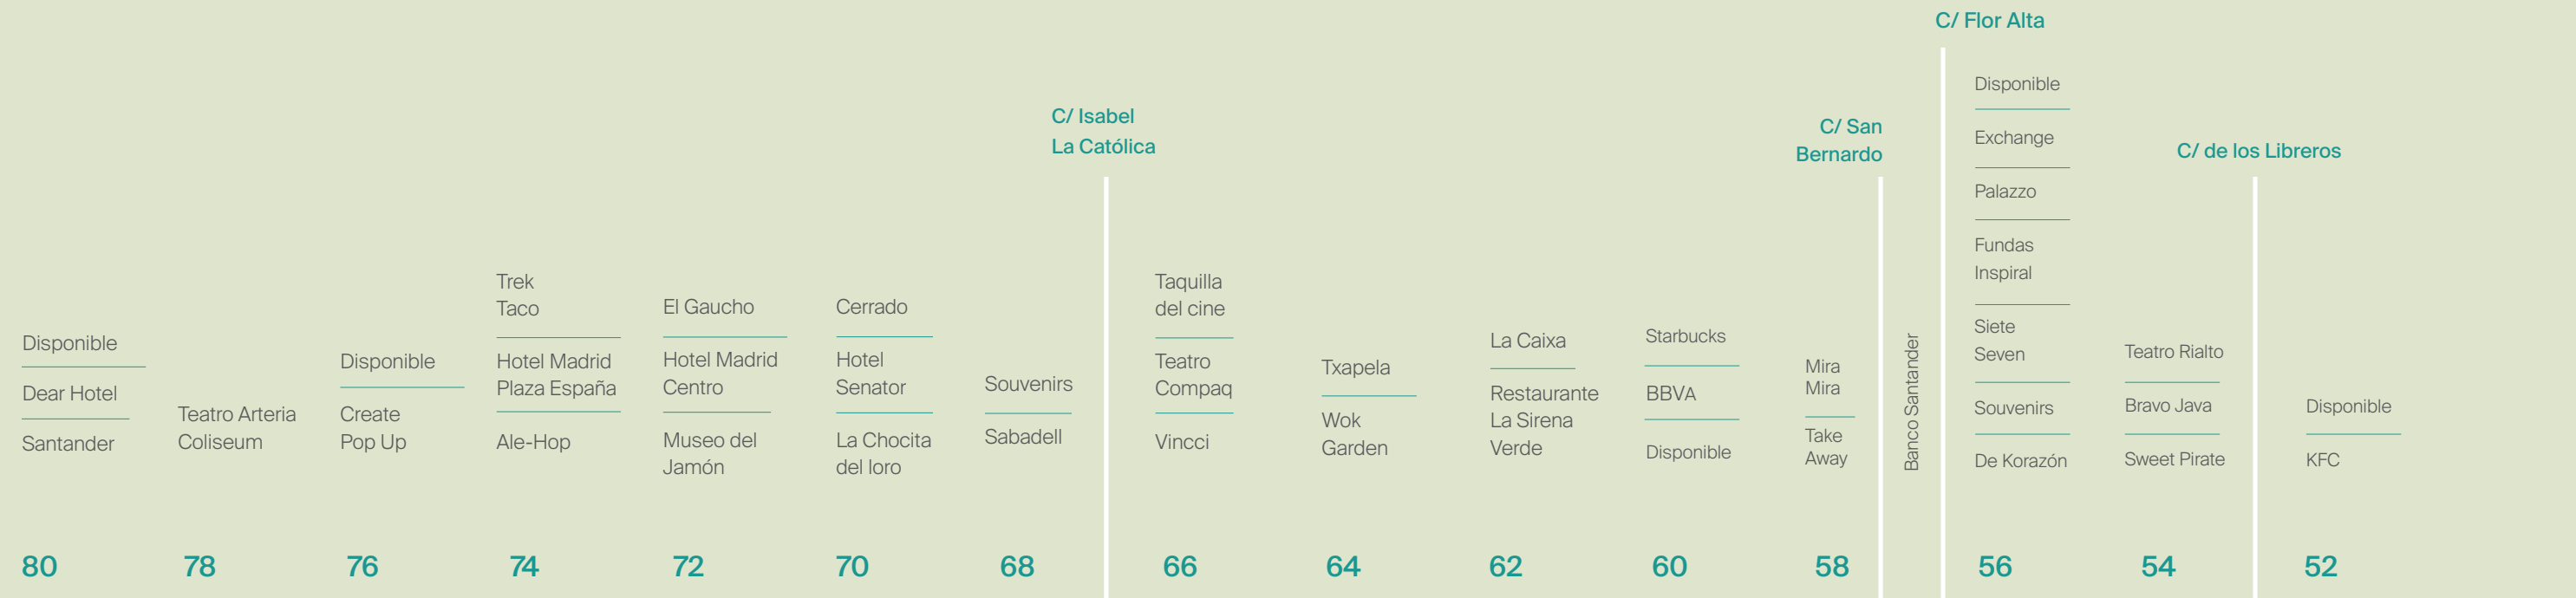 C/ Flor Alta
C/ Isabel
La Católica
C/ San
Bernardo
C/ de los Libreros
Disponible
Dear Hotel
Santander
80
Teatro Arteria
Coliseum
78
Disponible
Create
Pop Up
76
Trek
Taco
Hotel Madrid
Plaza España
Ale-Hop
74
El Gaucho
Hotel Madrid
Centro
Museo del
Jamón
72
Cerrado
Hotel
Senator
La Chocita
del loro
70
Souvenirs
Sabadell
68
Taquilla
del cine
Teatro
Compaq
Vincci
66
Txapela
Wok
Garden
64
La Caixa
Restaurante
La Sirena
Verde
62
Starbucks
BBVA
Disponible
60
Mira
Mira
Take
Away
58
Banco Santander
Disponible
Exchange
Palazzo
Fundas
Inspiral
Siete
Seven
Souvenirs
De Korazón
56
Teatro Rialto
Bravo Java
Sweet Pirate
54
Disponible
KFC
52